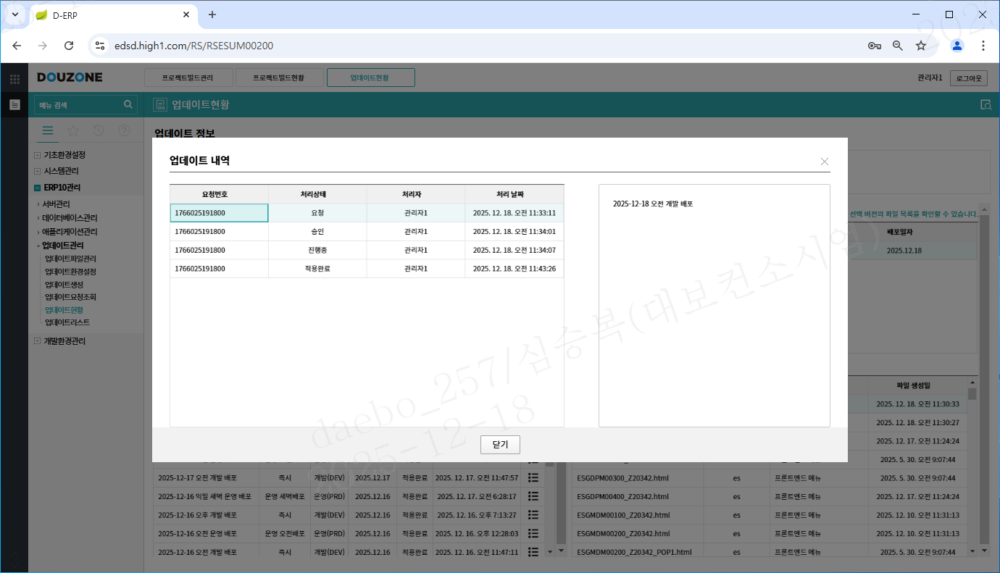 D-ERP
edsd.high1.com/RS/RSESUM00200
DOUZONE
프로젝트빌드관리
프로젝트빌드현황
업데이트현황
관리자1
로그아웃
메뉴 검색
업데이트현황
업데이트 정보
기초환경설정
시스템관리
ERP10관리
서버관리
데이터베이스관리
애플리케이션관리
업데이트관리
업데이트파일관리
업데이트환경설정
업데이트생성
업데이트요청조회
업데이트현황
업데이트리스트
개발환경관리
업데이트 내역
요청번호 처리상태 처리자 처리 날짜
1766025191800 요청 관리자1 2025. 12. 18. 오전 11:33:11
1766025191800 승인 관리자1 2025. 12. 18. 오전 11:34:01
1766025191800 진행중 관리자1 2025. 12. 18. 오전 11:34:07
1766025191800 적용완료 관리자1 2025. 12. 18. 오전 11:43:26
2025-12-18 오전 개발 배포
닫기
선택 버전의 파일 목록을 확인할 수 있습니다.
배포일자
2025.12.18
파일 생성일
2025. 12. 18. 오전 11:30:33
2025. 12. 18. 오전 11:30:27
2025. 12. 17. 오전 11:24:24
2025. 5. 30. 오전 9:07:44
2025-12-17 오전 개발 배포 즉시 개발(DEV) 2025.12.17 적용완료 2025. 12. 17. 오전 11:47:57
2025-12-16 익일 새벽 운영 배포 운영 새벽배포 운영(PRD) 2025.12.16 적용완료 2025. 12. 17. 오전 6:28:17
2025-12-16 오후 개발 배포 즉시 개발(DEV) 2025.12.16 적용완료 2025. 12. 16. 오후 7:13:27
2025-12-16 오전 운영 배포 운영 오전배포 운영(PRD) 2025.12.16 적용완료 2025. 12. 16. 오후 12:28:03
2025-12-16 오전 개발 배포 즉시 개발(DEV) 2025.12.16 적용완료 2025. 12. 16. 오전 11:47:11
ESGDPM00300_Z20342.html es 프론트엔드 메뉴 2025. 5. 30. 오전 9:07:44
ESGDPM00400_Z20342.html es 프론트엔드 메뉴 2025. 12. 17. 오전 11:24:24
ESGMDM00100_Z20342.html es 프론트엔드 메뉴 2025. 12. 10. 오전 11:31:13
ESGMDM00200_Z20342.html es 프론트엔드 메뉴 2025. 12. 10. 오전 11:31:13
ESGMDM00200_Z20342_POP1.html es 프론트엔드 메뉴 2025. 5. 30. 오전 9:07:44
daebo_257/심승복(대보컨소시엄)
2025-12-18